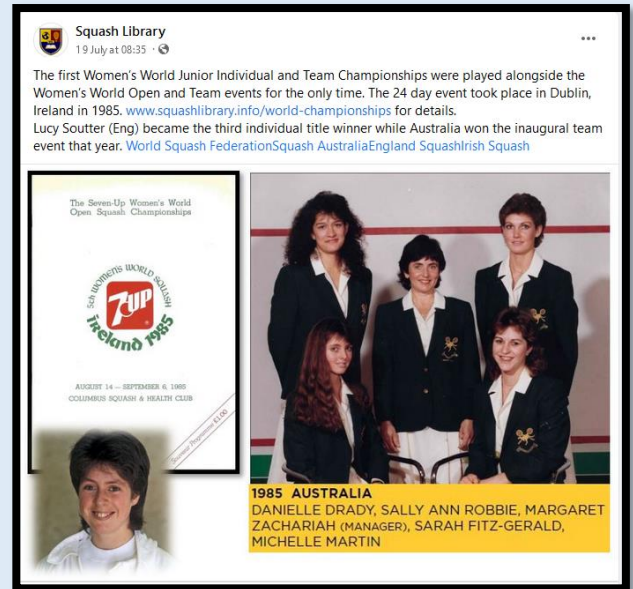 Squash Library
19 July at 08:35 ·
The first Women's World Junior Individual and Team Championships were played alongside the
Women's World Open and Team events for the only time. The 24 day event took place in Dublin,
Ireland in 1985. www.squashlibrary.info/world-championships for details.
Lucy Soutter (Eng) became the third individual title winner while Australia won the inaugural team
event that year. World Squash FederationSquash AustraliaEngland SquashIrish Squash
The Seven-Up Women's World
Open Squash Championships
5ch WOMENS WORLD SQUASH
7UP
IRELAND 1985
AUGUST 14 — SEPTEMBER 6, 1985
COLUMBUS SQUASH & HEALTH CLUB
Souvenir Programme £1.00
1985 AUSTRALIA
DANIELLE DRADY, SALLY ANN ROBBIE, MARGARET
ZACHARIAH (MANAGER), SARAH FITZ-GERALD,
MICHELLE MARTIN